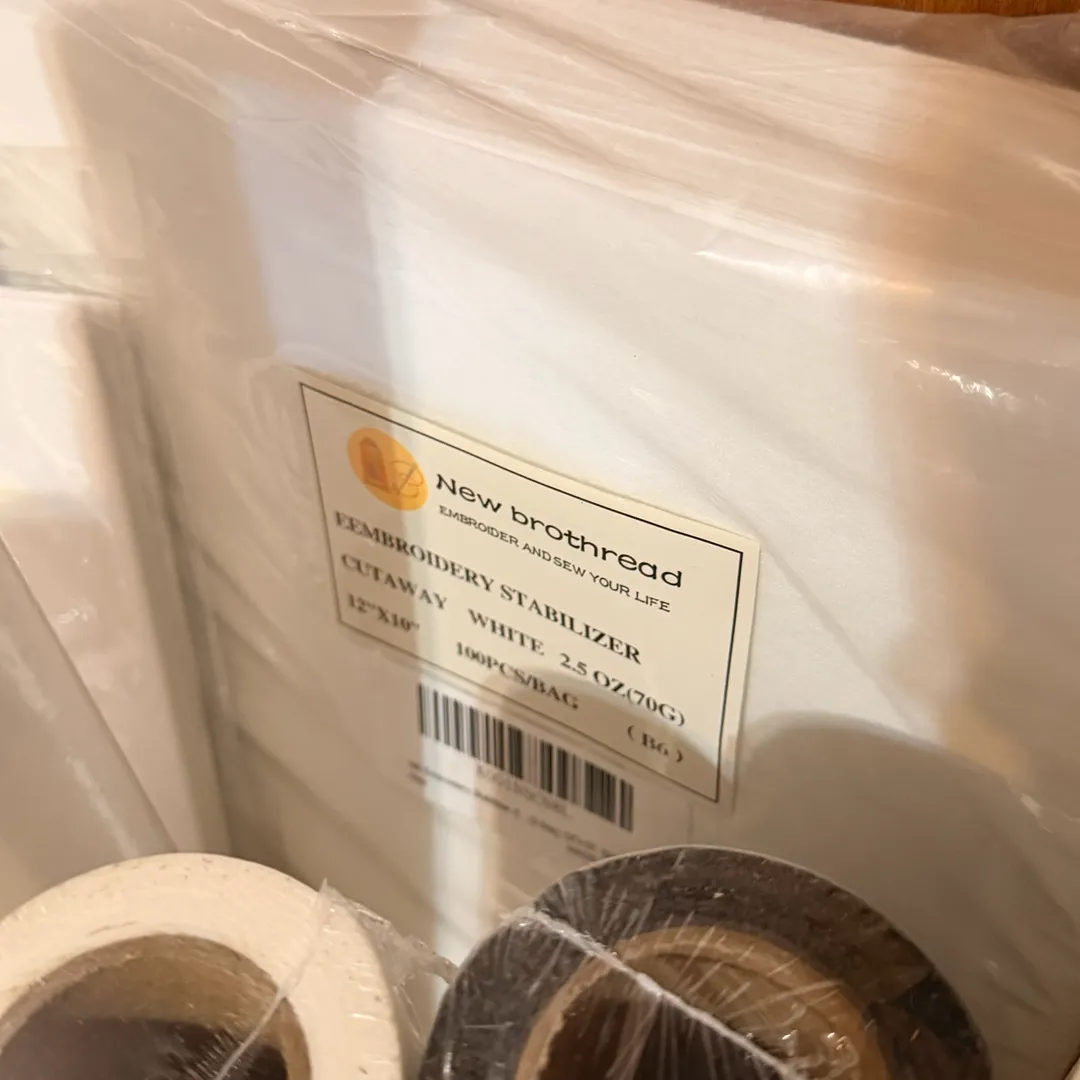 New brothread
EMBROIDER AND SEW YOUR LIFE
EEMBROIDERY STABILIZER
CUTAWAY WHITE 2.5 OZ(70G)
12"X10" 100PCS/BAG (B6)